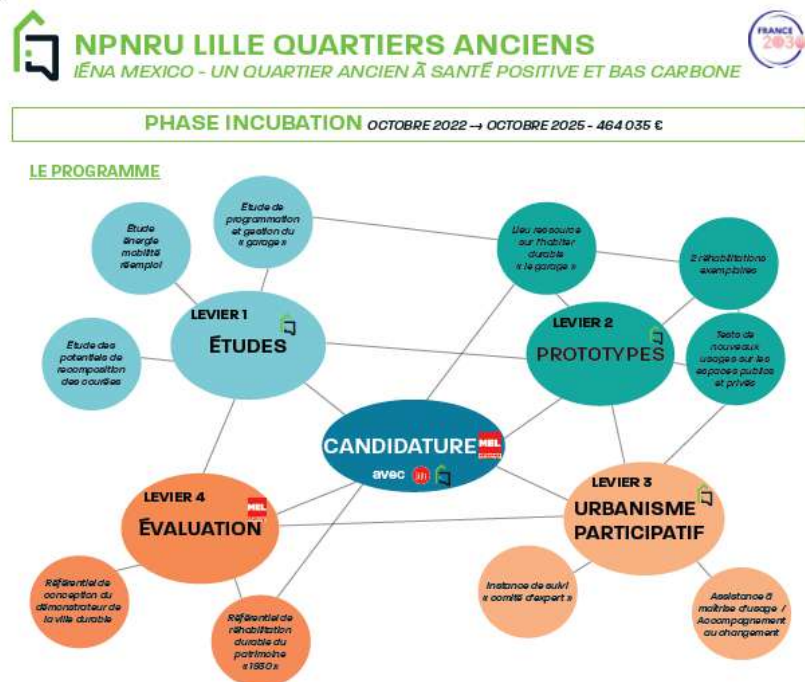 NPNRU LILLE QUARTIERS ANCIENS
IÉNA MEXICO - UN QUARTIER ANCIEN À SANTÉ POSITIVE ET BAS CARBONE
FRANCE
2030
PHASE INCUBATION OCTOBRE 2022 → OCTOBRE 2025 - 464 035 €
LE PROGRAMME
Étude de
programmation
et gestion du
« garage »
Étude
énergie
mobilité
réemploi
Étude des
potentiels de
recomposition
des courées
LEVIER 1
ÉTUDES
Lieu ressource
sur l'habiter
durable
« le garage »
2 réhabilitations
exemplaires
Tests de
nouveaux
usages sur les
espaces publics
et privés
LEVIER 2
PROTOTYPES
CANDIDATURE
MEL
avec
LEVIER 4
MEL
ÉVALUATION
LEVIER 3
URBANISME
PARTICIPATIF
Référentiel de
conception du
démonstrateur de
la ville durable
Référentiel de
réhabilitation
durable du
patrimoine
« 1930 »
Instance de suivi
« comité d'expert »
Assistance à
maîtrise d'usage /
Accompagnement
au changement